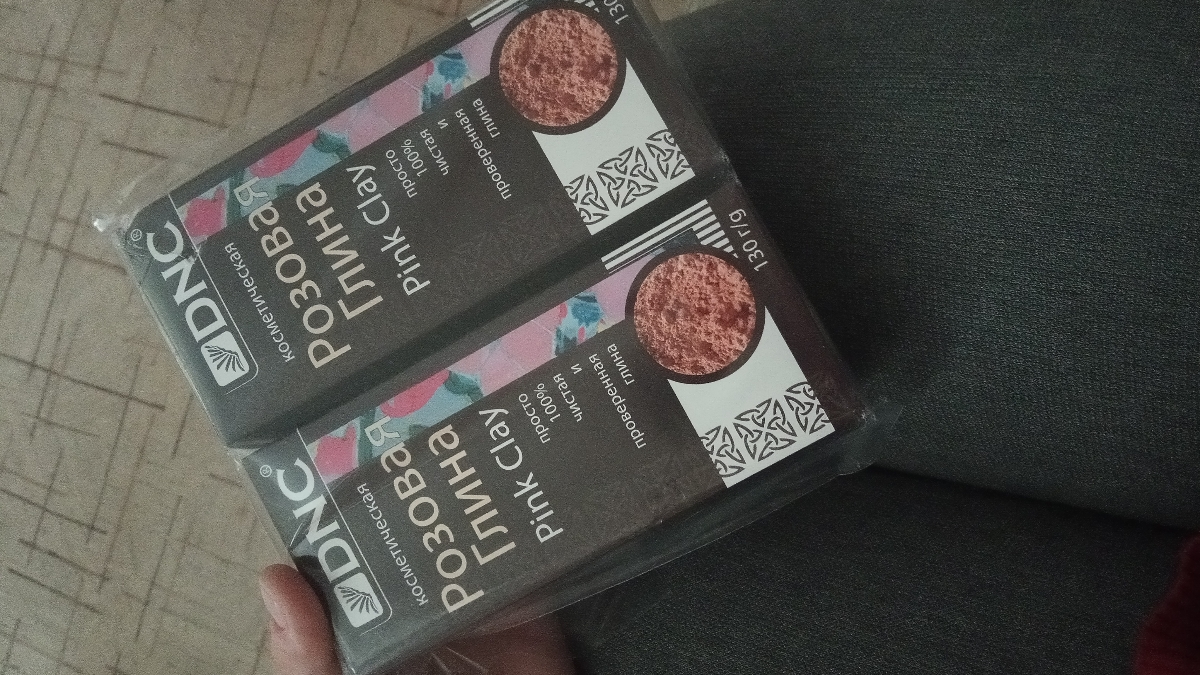 DNC®
косметическая
Розовая
Глина
Pink Clay
просто
100%
чистая
и
проверенная
глина
130
DNC®
косметическая
Розовая
Глина
Pink Clay
просто
100%
чистая
и
проверенная
глина
130 г/g